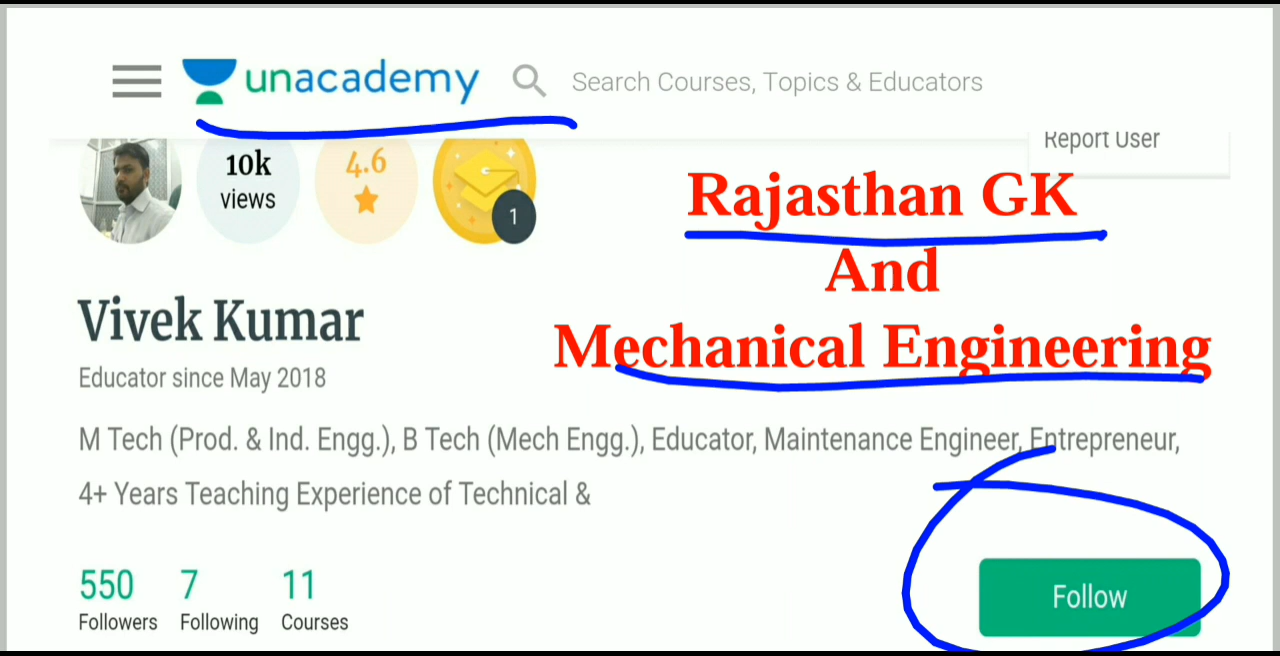 unacademy
Search Courses, Topics & Educators
Report User
10k
views
4.6
1
Rajasthan GK
And
Mechanical Engineering
Vivek Kumar
Educator since May 2018
M Tech (Prod. & Ind. Engg.), B Tech (Mech Engg.), Educator, Maintenance Engineer, Entrepreneur,
4+ Years Teaching Experience of Technical &
550 7 11
Followers Following Courses
Follow